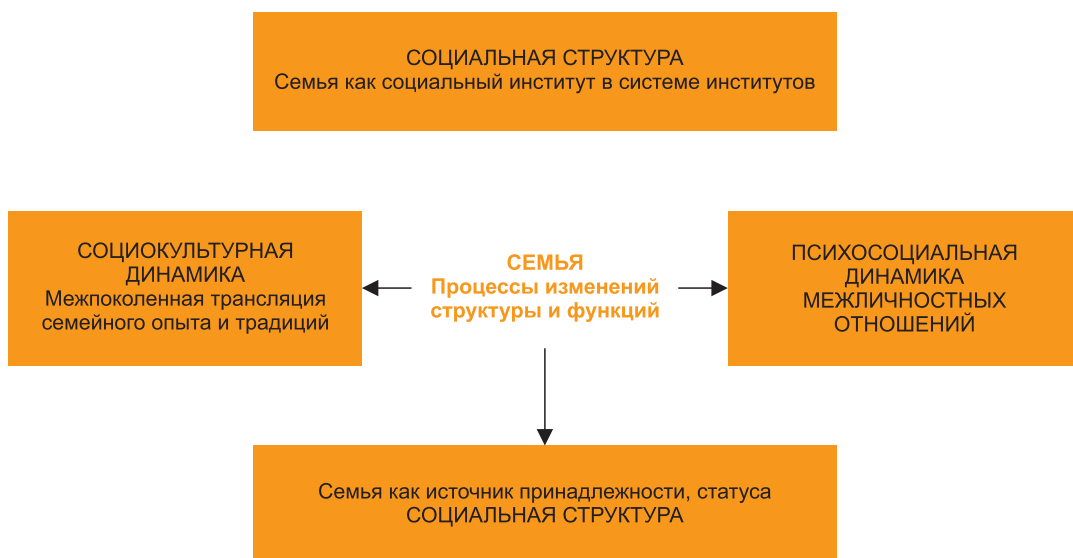 СОЦИАЛЬНАЯ СТРУКТУРА
Семья как социальный институт в системе институтов
СОЦИОКУЛЬТУРНАЯ
ДИНАМИКА
Межпоколенная трансляция
семейного опыта и традиций
СЕМЬЯ
Процессы изменений
структуры и функций
ПСИХОСОЦИАЛЬНАЯ
ДИНАМИКА
МЕЖЛИЧНОСТНЫХ
ОТНОШЕНИЙ
Семья как источник принадлежности, статуса
СОЦИАЛЬНАЯ СТРУКТУРА